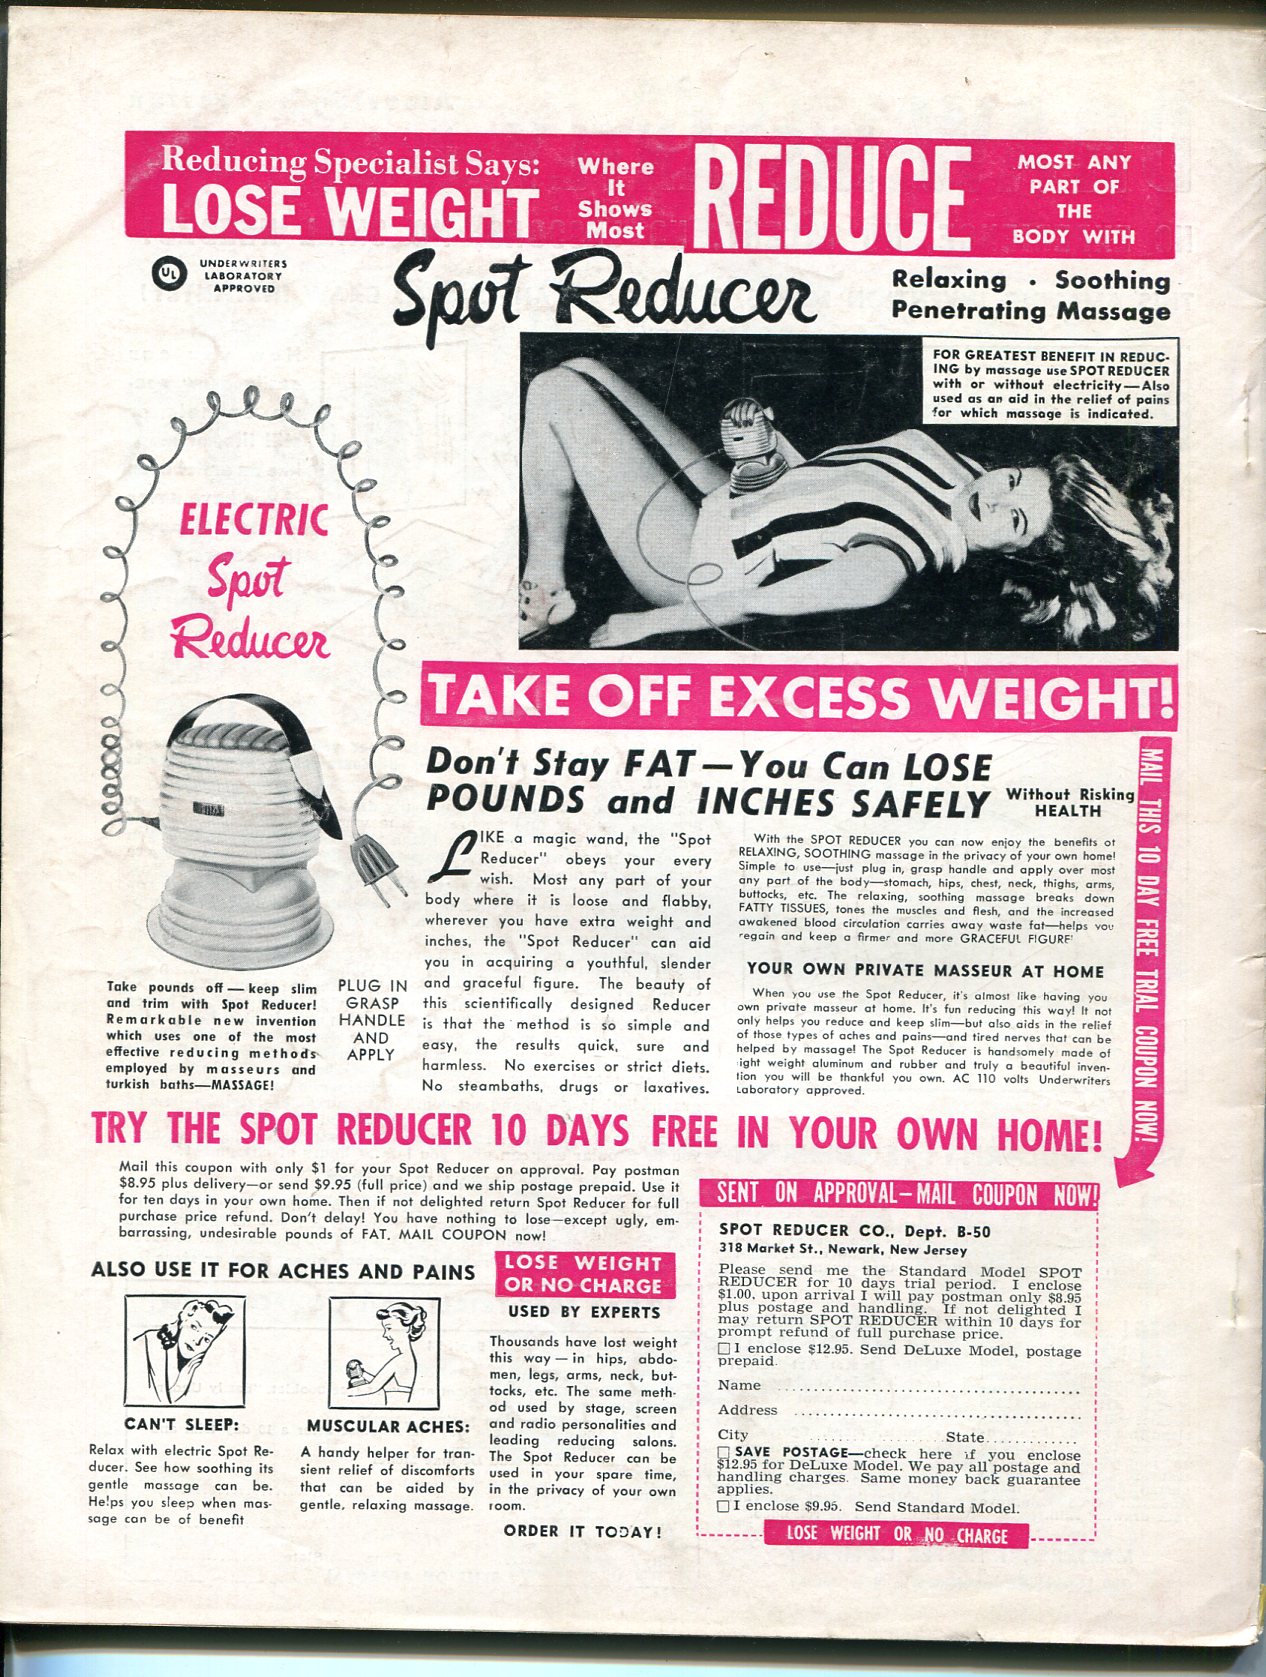 Reducing Specialist Says:
LOSE WEIGHT
Where
It
Shows
Most
REDUCE
MOST ANY
PART OF
THE
BODY WITH
UL
UNDERWRITERS
LABORATORY
APPROVED
Spot Reducer
Relaxing · Soothing
Penetrating Massage
FOR GREATEST BENEFIT IN REDUC-
ING by massage use SPOT REDUCER
with or without electricity—Also
used as an aid in the relief of pains
for which massage is indicated.
ELECTRIC
Spot
Reducer
TAKE OFF EXCESS WEIGHT!
Don't Stay FAT—You Can LOSE
POUNDS and INCHES SAFELY
Without Risking
HEALTH
MAIL THIS 10 DAY FREE TRIAL COUPON NOW!
LIKE a magic wand, the "Spot
Reducer" obeys your every
wish. Most any part of your
body where it is loose and flabby,
wherever you have extra weight and
inches, the "Spot Reducer" can aid
you in acquiring a youthful, slender
and graceful figure. The beauty of
this scientifically designed Reducer
is that the method is so simple and
easy, the results quick, sure and
harmless. No exercises or strict diets.
No steambaths, drugs or laxatives.
With the SPOT REDUCER you can now enjoy the benefits of
RELAXING, SOOTHING massage in the privacy of your own home!
Simple to use—just plug in, grasp handle and apply over most
any part of the body—stomach, hips, chest, neck, thighs, arms,
buttocks, etc. The relaxing, soothing massage breaks down
FATTY TISSUES, tones the muscles and flesh, and the increased
awakened blood circulation carries away waste fat—helps you
regain and keep a firmer and more GRACEFUL FIGURE'
YOUR OWN PRIVATE MASSEUR AT HOME
When you use the Spot Reducer, it's almost like having you
own private masseur at home. It's fun reducing this way! It not
only helps you reduce and keep slim—but also aids in the relief
of those types of aches and pains—and tired nerves that can be
helped by massage! The Spot Reducer is handsomely made of
ight weight aluminum and rubber and truly a beautiful inven-
tion you will be thankful you own. AC 110 volts Underwriters
Laboratory approved.
Take pounds off — keep slim
and trim with Spot Reducer!
Remarkable new invention
which uses one of the most
effective reducing methods
employed by masseurs and
turkish baths—MASSAGE!
PLUG IN
GRASP
HANDLE
AND
APPLY
TRY THE SPOT REDUCER 10 DAYS FREE IN YOUR OWN HOME!
Mail this coupon with only $1 for your Spot Reducer on approval. Pay postman
$8.95 plus delivery—or send $9.95 (full price) and we ship postage prepaid. Use it
for ten days in your own home. Then if not delighted return Spot Reducer for full
purchase price refund. Don't delay! You have nothing to lose—except ugly, em-
barrassing, undesirable pounds of FAT. MAIL COUPON now!
ALSO USE IT FOR ACHES AND PAINS
CAN'T SLEEP:
Relax with electric Spot Re-
ducer. See how soothing its
gentle massage can be.
Helps you sleep when mas-
sage can be of benefit
MUSCULAR ACHES:
A handy helper for tran-
sient relief of discomforts
that can be aided by
gentle, relaxing massage.
LOSE WEIGHT
OR NO CHARGE
USED BY EXPERTS
Thousands have lost weight
this way — in hips, abdo-
men, legs, arms, neck, but-
tocks, etc. The same meth-
od used by stage, screen
and radio personalities and
leading reducing salons.
The Spot Reducer can be
used in your spare time,
in the privacy of your own
room.
ORDER IT TODAY!
SENT ON APPROVAL—MAIL COUPON NOW!
SPOT REDUCER CO., Dept. B-50
318 Market St., Newark, New Jersey
Please send me the Standard Model SPOT
REDUCER for 10 days trial period. I enclose
$1.00, upon arrival I will pay postman only $8.95
plus postage and handling. If not delighted I
may return SPOT REDUCER within 10 days for
prompt refund of full purchase price.
☐ I enclose $12.95. Send DeLuxe Model, postage
prepaid.
Name
Address
City State
☐ SAVE POSTAGE—check here if you enclose
$12.95 for DeLuxe Model. We pay all postage and
handling charges. Same money back guarantee
applies.
☐ I enclose $9.95. Send Standard Model.
LOSE WEIGHT OR NO CHARGE